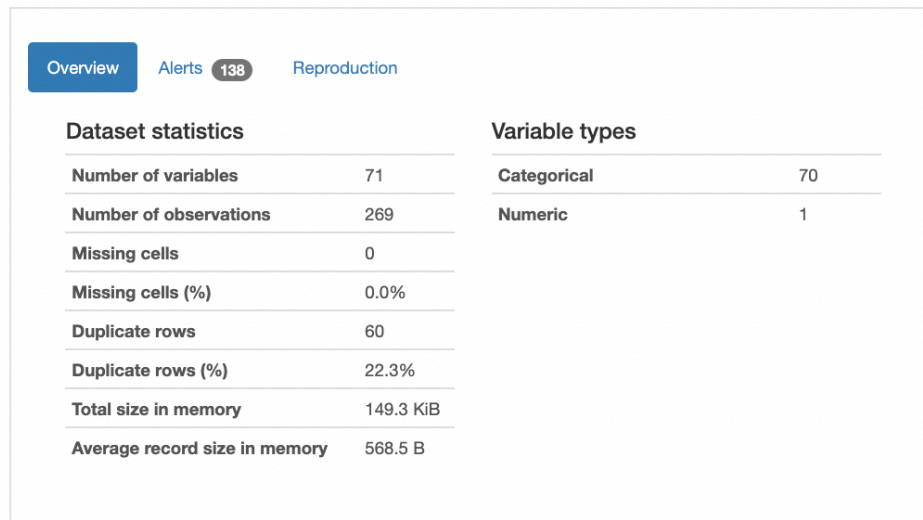 Overview Alerts 138 Reproduction
Dataset statistics
Number of variables 71
Number of observations 269
Missing cells 0
Missing cells (%) 0.0%
Duplicate rows 60
Duplicate rows (%) 22.3%
Total size in memory 149.3 KiB
Average record size in memory 568.5 B
Variable types
Categorical 70
Numeric 1